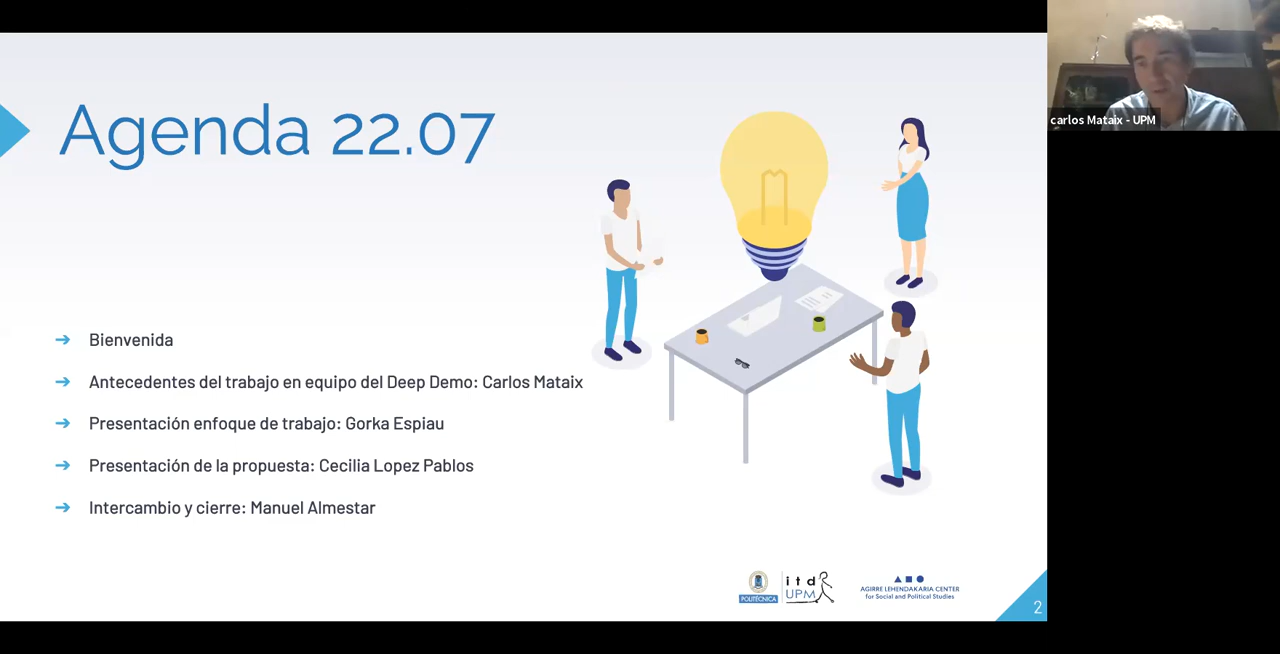 Agenda 22.07
Bienvenida
Antecedentes del trabajo en equipo del Deep Demo: Carlos Mataix
Presentación enfoque de trabajo: Gorka Espiau
Presentación de la propuesta: Cecilia Lopez Pablos
Intercambio y cierre: Manuel Almestar
POLITÉCNICA
itd
UPM
AGIRRE LEHENDAKARIA CENTER
for Social and Political Studies
2
carlos Mataix - UPM